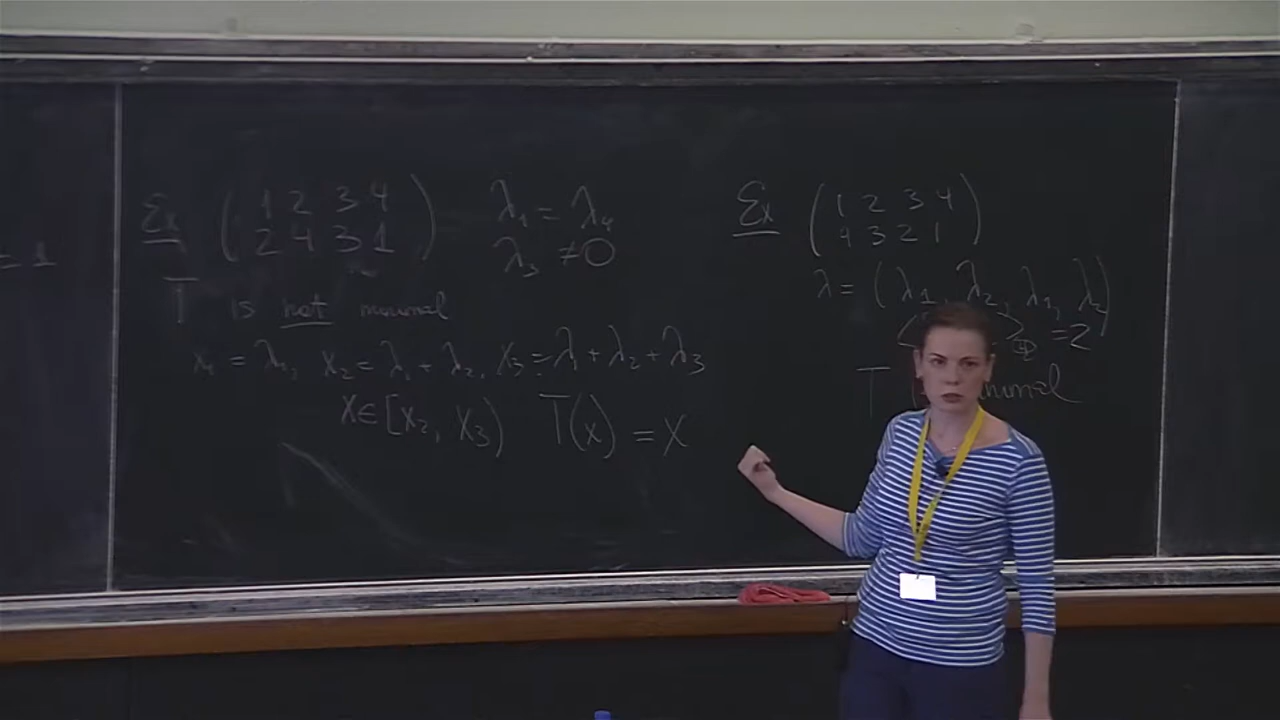 = 1
Ex ( 1 2 3 4 ) λ₁ = λ₄
( 2 4 3 1 ) λ₃ ≠ 0
T is not minimal
x₁ = λ₁, x₂ = λ₁ + λ₂, x₃ = λ₁ + λ₂ + λ₃
x ∈ [x₂, x₃) T(x) = x
Ex ( 1 2 3 4 )
( 4 3 2 1 )
λ = (λ₁, λ₂, λ₁, λ₂)
= 2
T